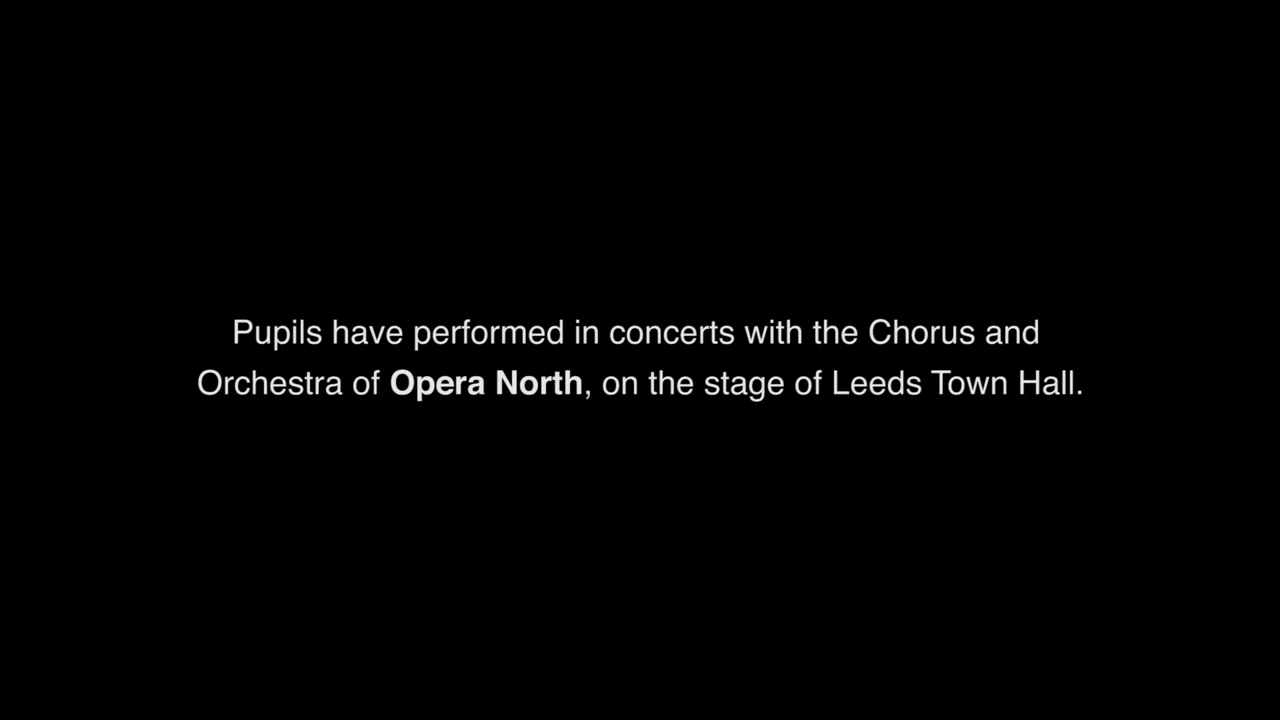 Pupils have performed in concerts with the Chorus and
Orchestra of Opera North, on the stage of Leeds Town Hall.